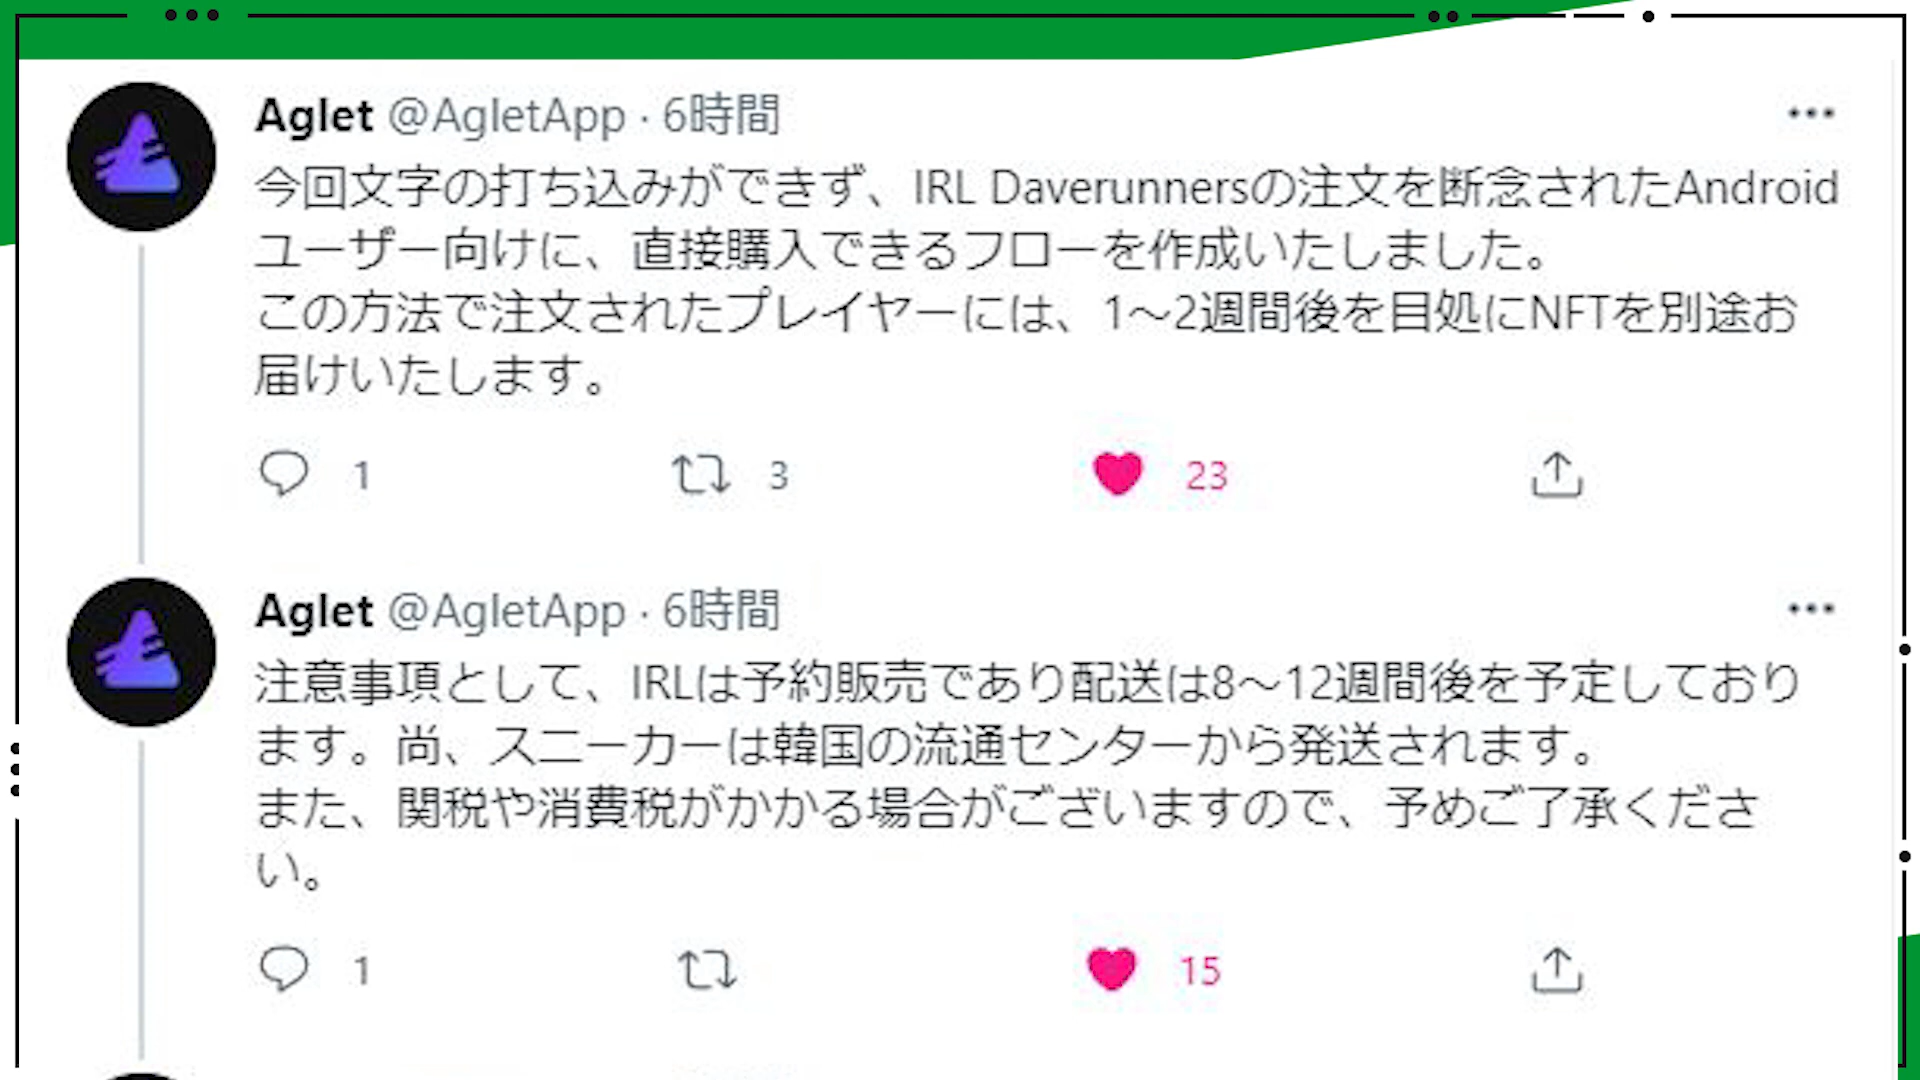 Aglet @AgletApp · 6時間
今回文字の打ち込みができず、IRL Daverunnersの注文を断念されたAndroid
ユーザー向けに、直接購入できるフローを作成いたしました。
この方法で注文されたプレイヤーには、1～2週間後を目処にNFTを別途お
届けいたします。
1 3 23
Aglet @AgletApp · 6時間
注意事項として、IRLは予約販売であり配送は8～12週間後を予定しており
ます。尚、スニーカーは韓国の流通センターから発送されます。
また、関税や消費税がかかる場合がございますので、予めご了承くださ
い。
1 15